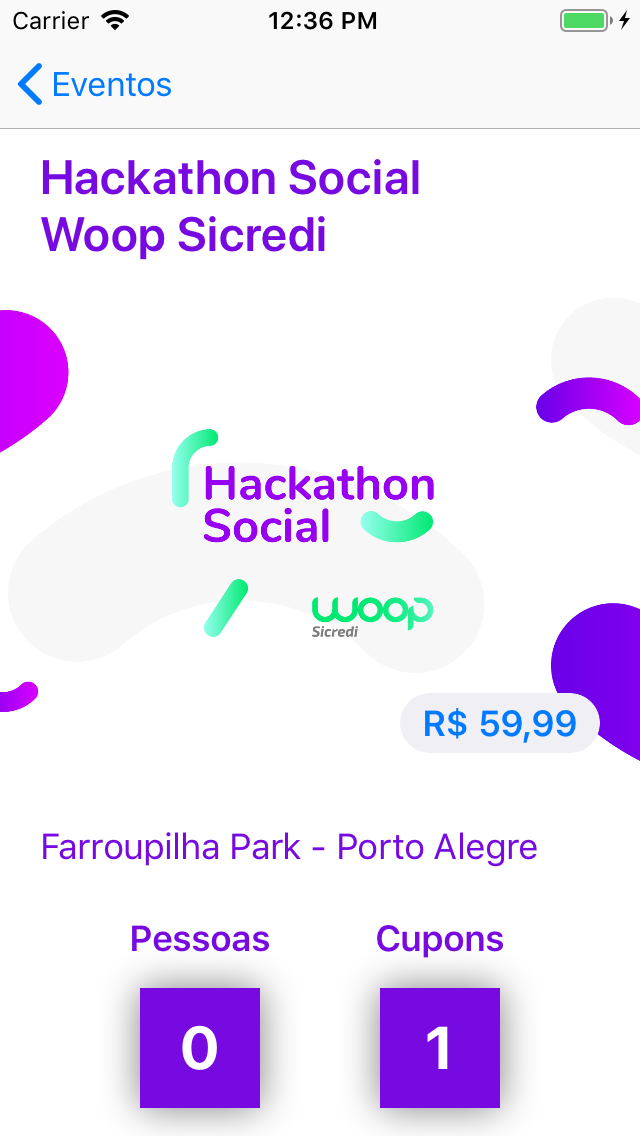 Carrier 12:36 PM
Eventos
Hackathon Social
Woop Sicredi
Hackathon
Social
woop
Sicredi
R$ 59,99
Farroupilha Park - Porto Alegre
Pessoas Cupons
0 1